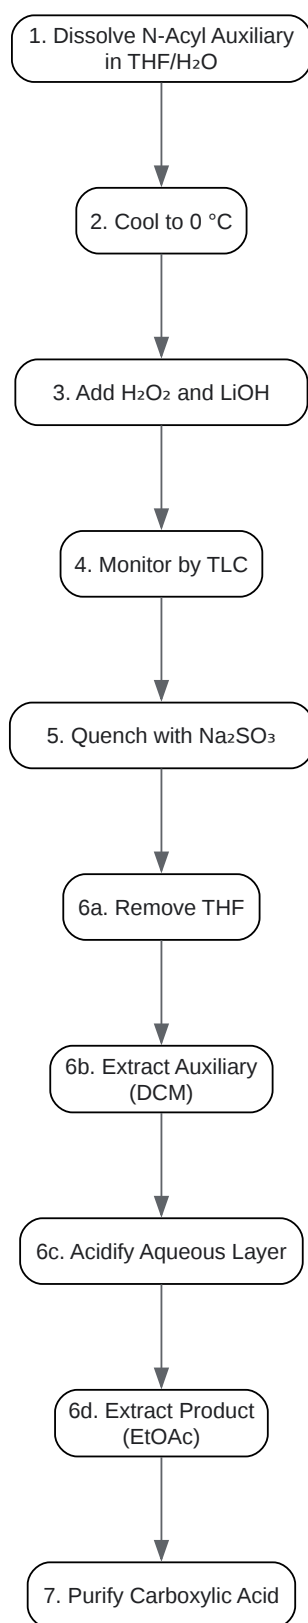 1. Dissolve N-Acyl Auxiliary
in THF/H₂O
2. Cool to 0 °C
3. Add H₂O₂ and LiOH
4. Monitor by TLC
5. Quench with Na₂SO₃
6a. Remove THF
6b. Extract Auxiliary
(DCM)
6c. Acidify Aqueous Layer
6d. Extract Product
(EtOAc)
7. Purify Carboxylic Acid